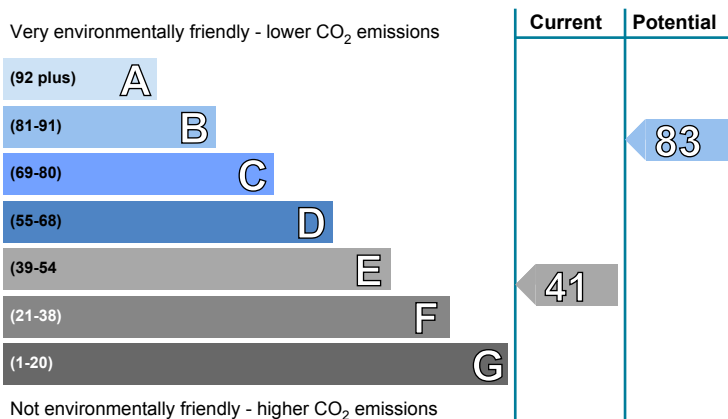 Current Potential
Very environmentally friendly - lower CO2 emissions
(92 plus) A
(81-91) B
83
(69-80) C
(55-68) D
(39-54 E
41
(21-38) F
(1-20) G
Not environmentally friendly - higher CO2 emissions